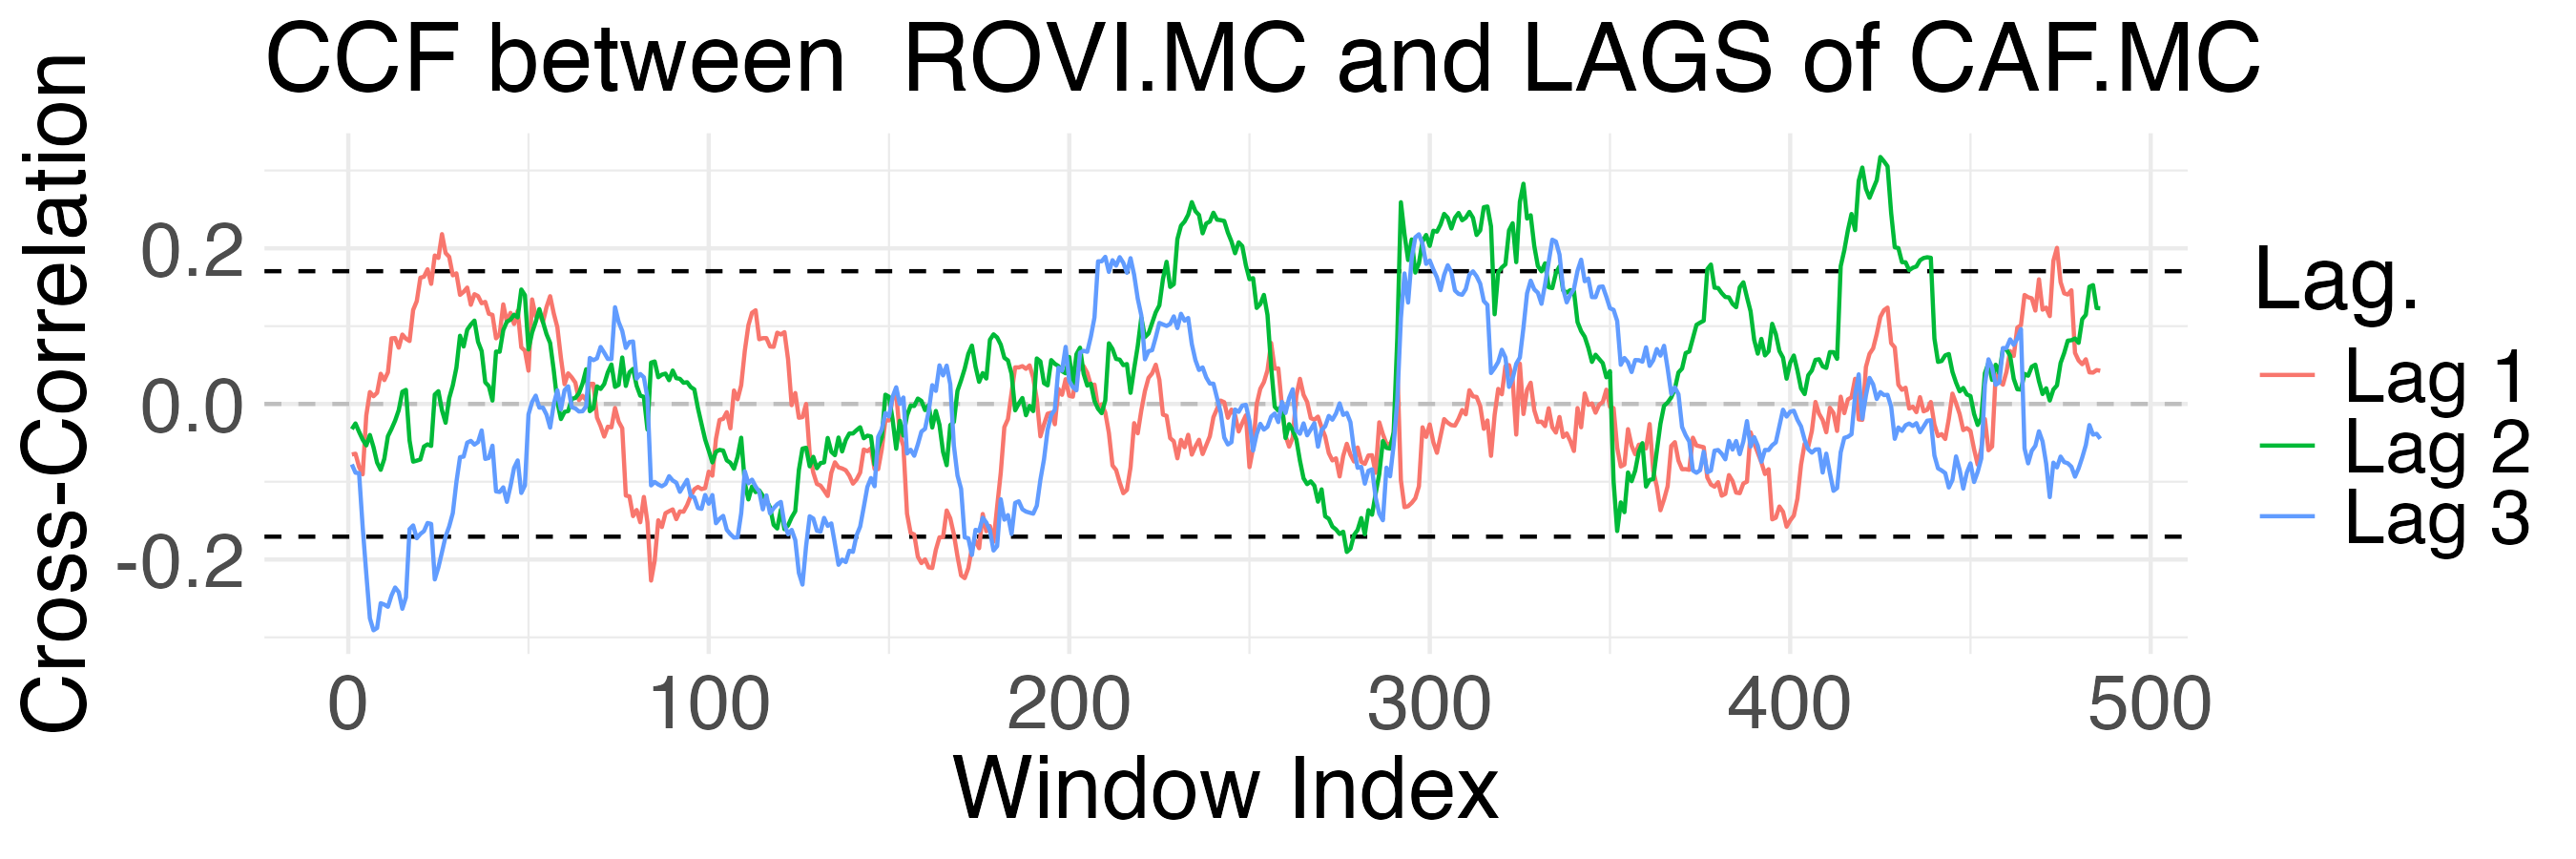 CCF between  ROVI.MC and LAGS of CAF.MC
Cross-Correlation
0.2
0.0
-0.2
0 100 200 300 400 500
Window Index
Lag.
Lag 1
Lag 2
Lag 3